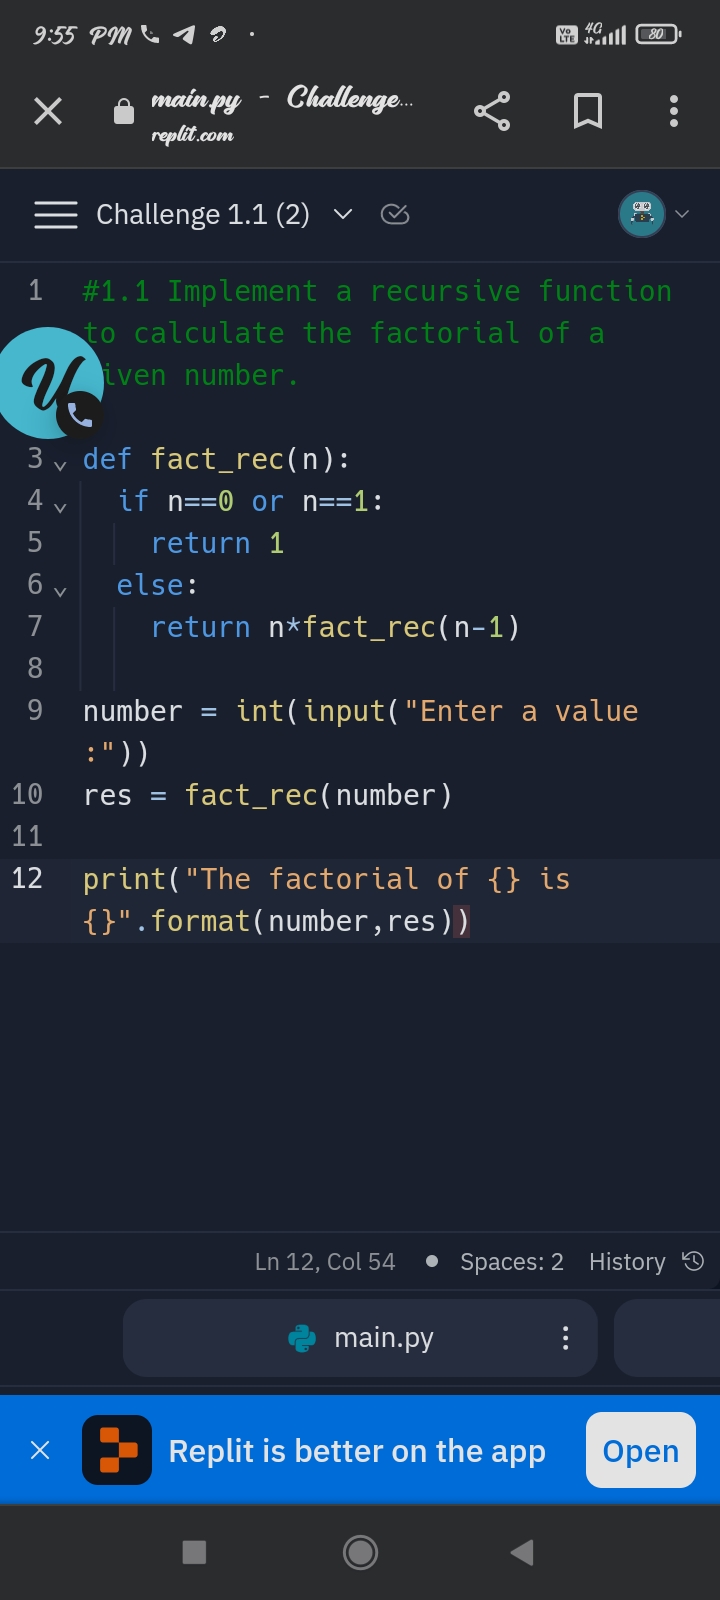 9:55 PM
Vo LTE 4G 80
main.py - Challenge...
replit.com
Challenge 1.1 (2)
1 #1.1 Implement a recursive function
to calculate the factorial of a
iven number.
3 def fact_rec(n):
4 if n==0 or n==1:
5 return 1
6 else:
7 return n*fact_rec(n-1)
8
9 number = int(input("Enter a value
:"))
10 res = fact_rec(number)
11
12 print("The factorial of {} is
{}".format(number,res))
U
Ln 12, Col 54 Spaces: 2 History
main.py
Replit is better on the app Open